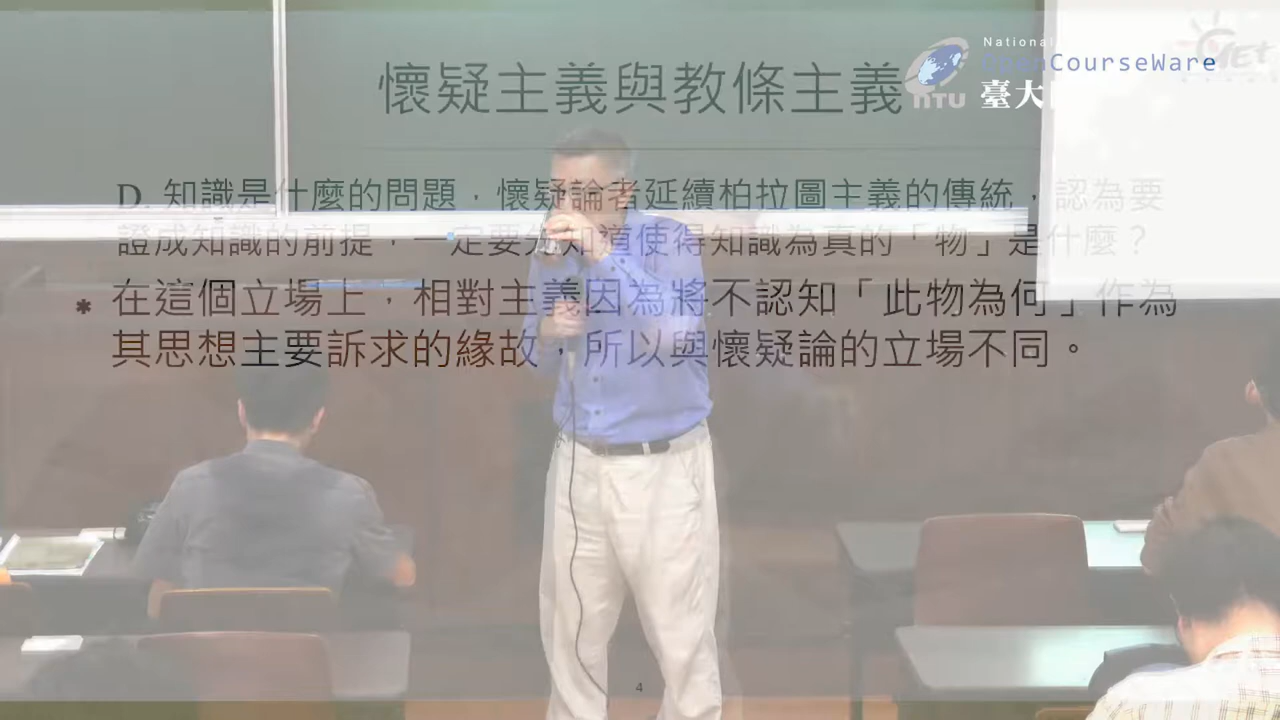 National
OpenCourseWare
NTU
臺大
懷疑主義與教條主義
D. 知識是什麼的問題，懷疑論者延續柏拉圖主義的傳統，認為要
證成知識的前提，一定要先知道使得知識為真的「物」是什麼？
* 在這個立場上，相對主義因為將不認知「此物為何」作為
其思想主要訴求的緣故，所以與懷疑論的立場不同。
4